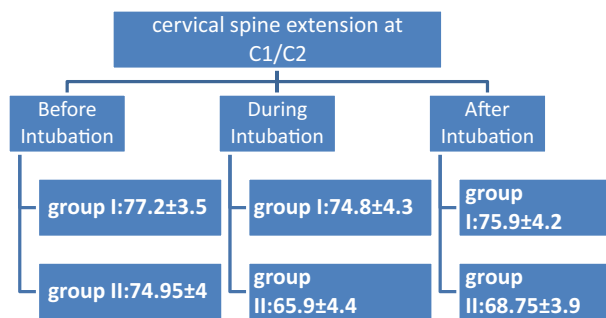 cervical spine extension at
C1/C2
Before
Intubation
During
Intubation
After
Intubation
group I:77.2±3.5
group I:74.8±4.3
group
I:75.9±4.2
group II:74.95±4
group
II:65.9±4.4
group
II:68.75±3.9